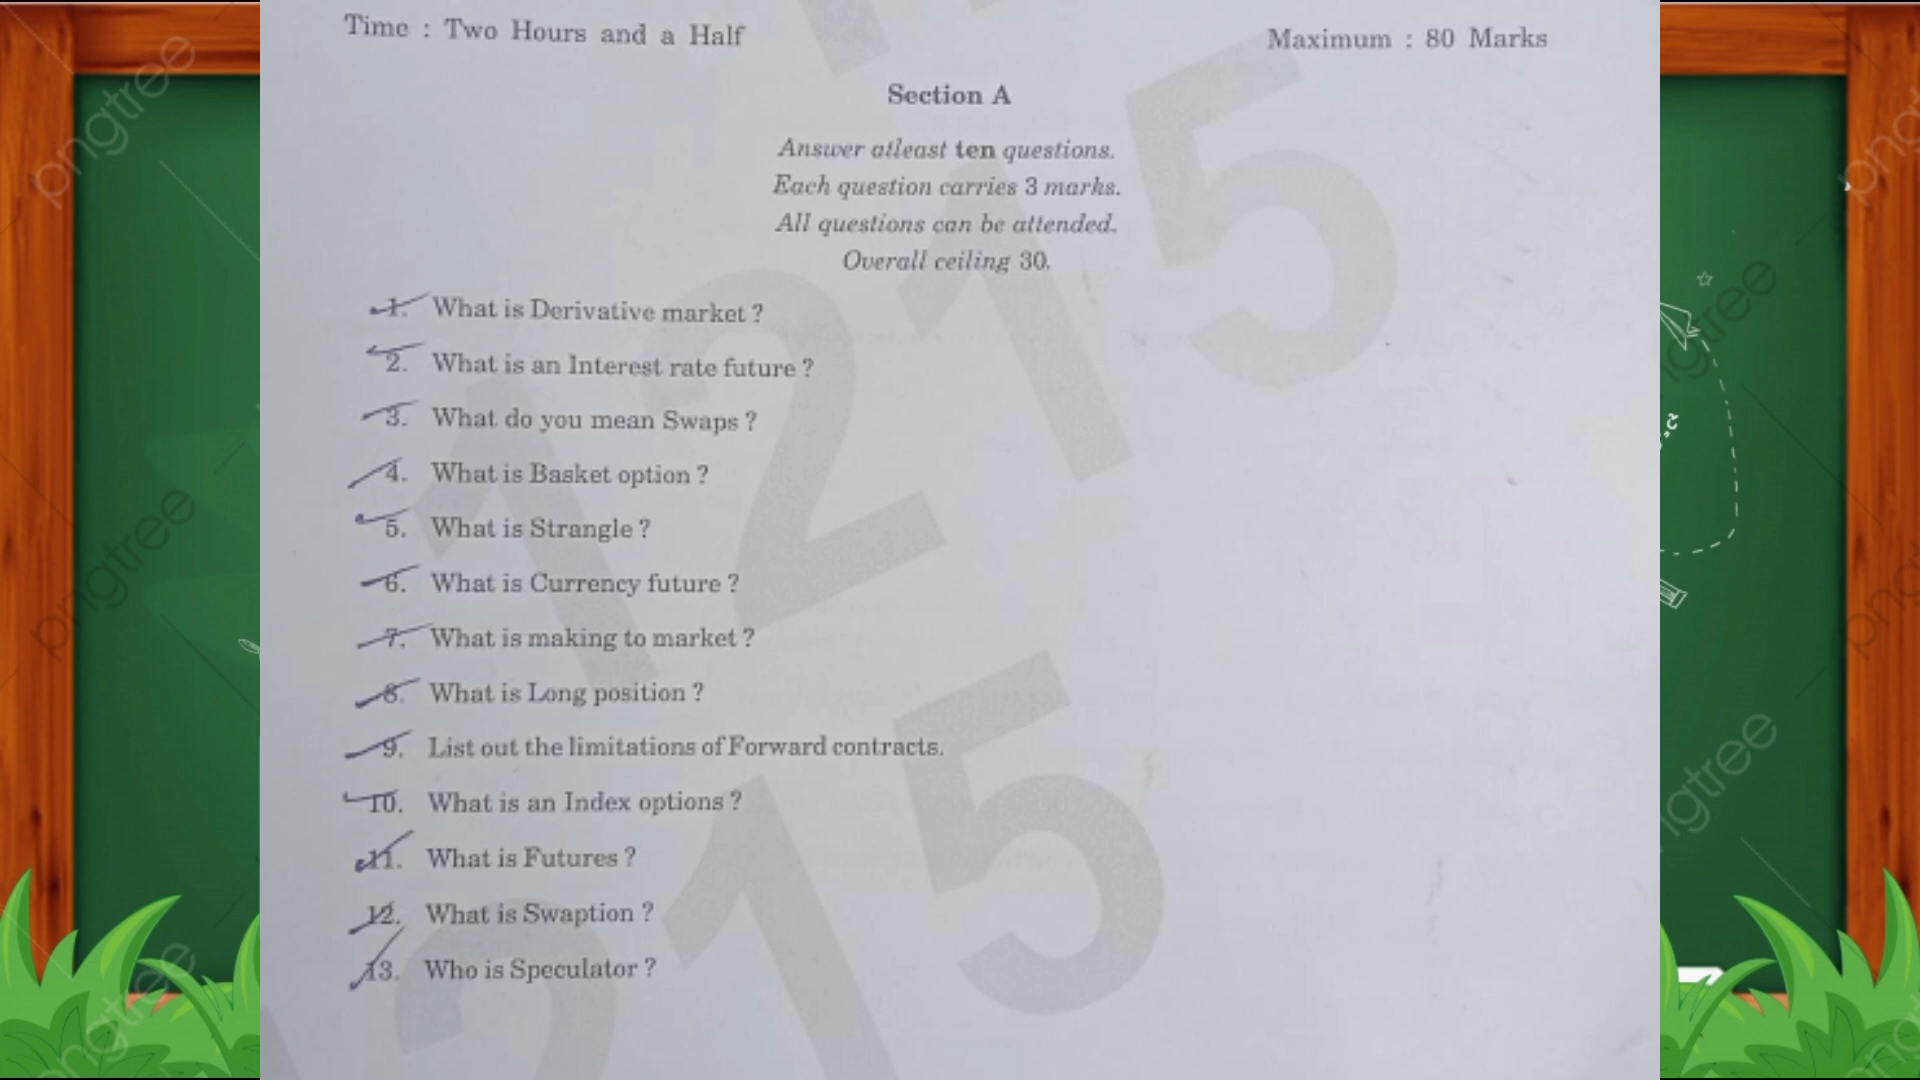 Time : Two Hours and a Half
Maximum : 80 Marks
Section A
Answer atleast ten questions.
Each question carries 3 marks.
All questions can be attended.
Overall ceiling 30.
1. What is Derivative market ?
2. What is an Interest rate future ?
3. What do you mean Swaps ?
4. What is Basket option ?
5. What is Strangle ?
6. What is Currency future ?
7. What is making to market ?
8. What is Long position ?
9. List out the limitations of Forward contracts.
10. What is an Index options ?
11. What is Futures ?
12. What is Swaption ?
13. Who is Speculator ?
pngtree
pngtree
pngtree
pngtree